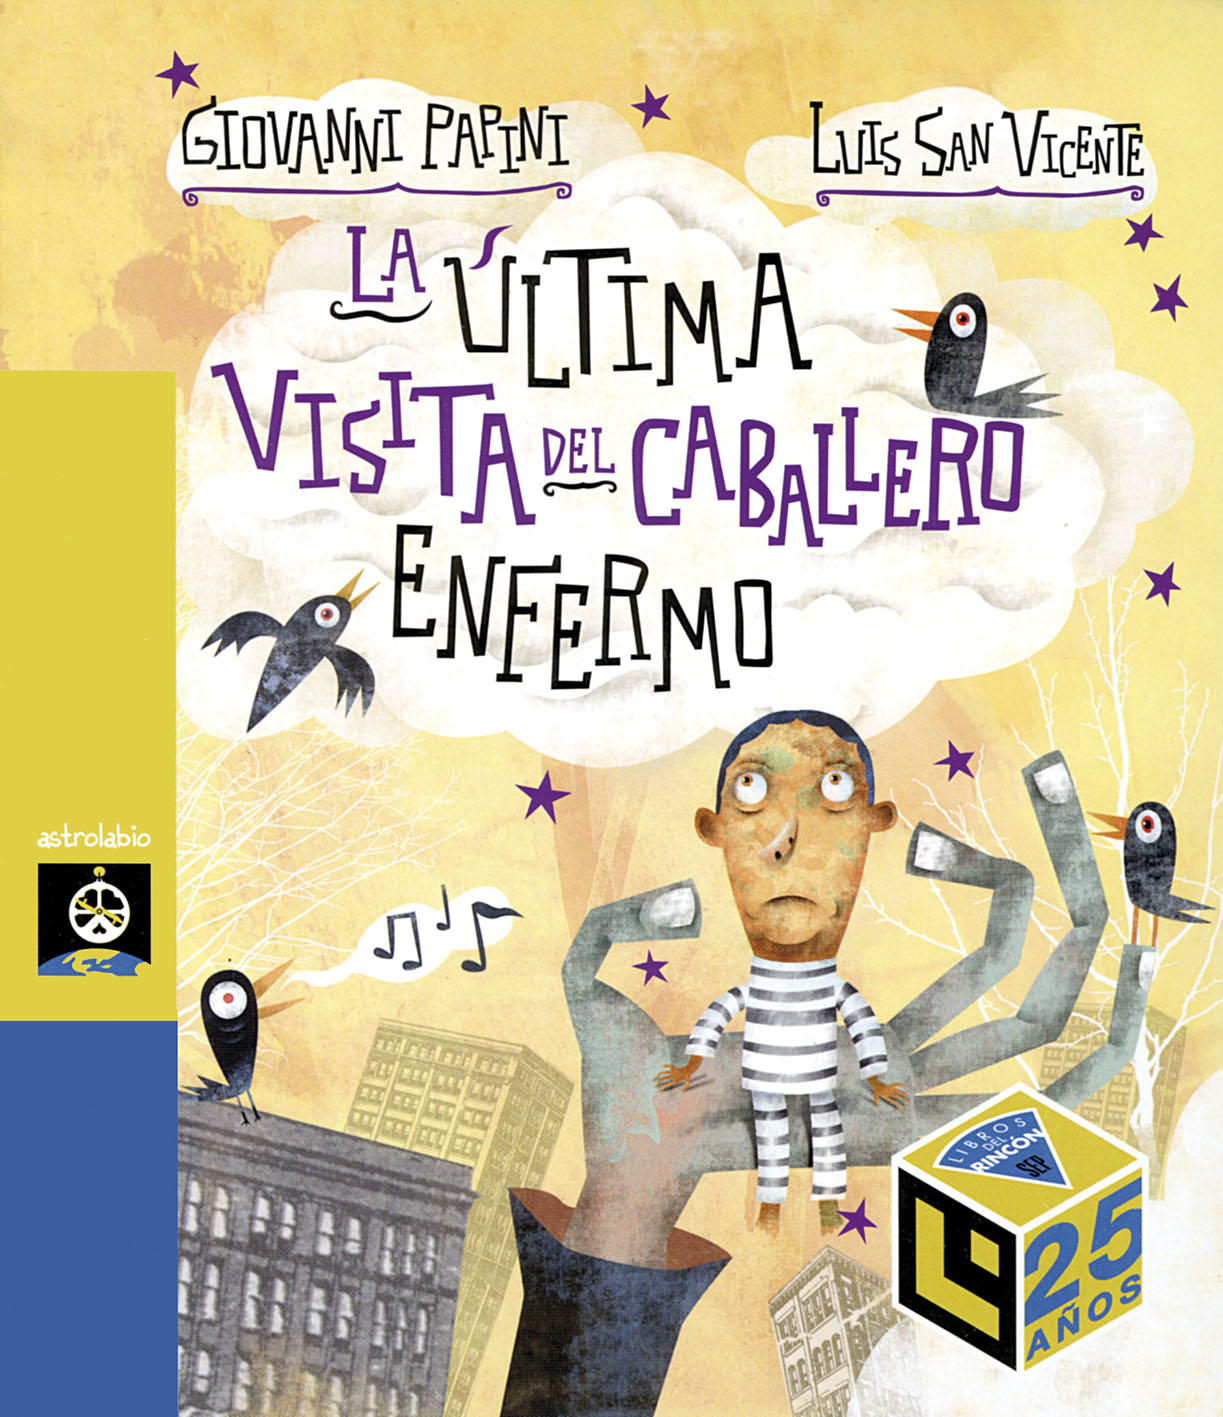 GIOVANNI PAPINI
LUIS SAN VICENTE
LA ÚLTIMA
VISITA DEL CABALLERO
ENFERMO
astrolabio
LIBROS
DEL
RINCÓN
SEP
25
AÑOS